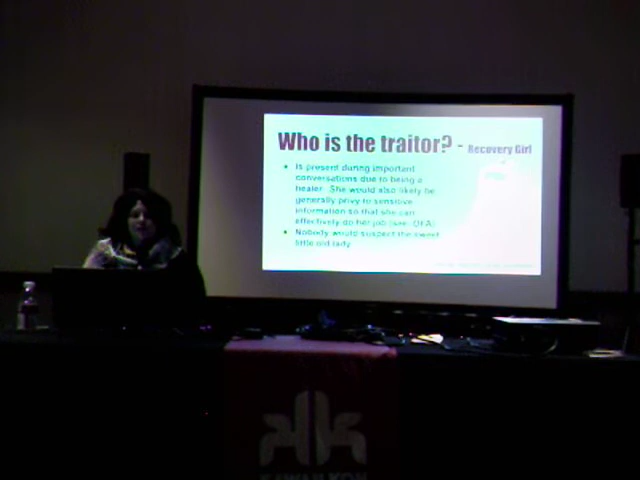 Who is the traitor? - Recovery Girl
• Is present during important
conversations due to being a
healer. She would also likely be
generally privy to sensitive
information so that she can
effectively do her job (see: OFA)
• Nobody would suspect the sweet
little old lady.